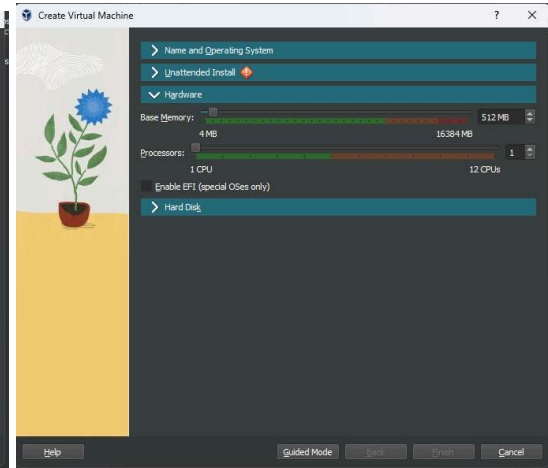 Create Virtual Machine
Name and Operating System
Unattended Install
Hardware
Base Memory: 512 MB
4 MB 16384 MB
Processors: 1
1 CPU 12 CPUs
Enable EFI (special OSes only)
Hard Disk
Help Guided Mode Back Finish Cancel